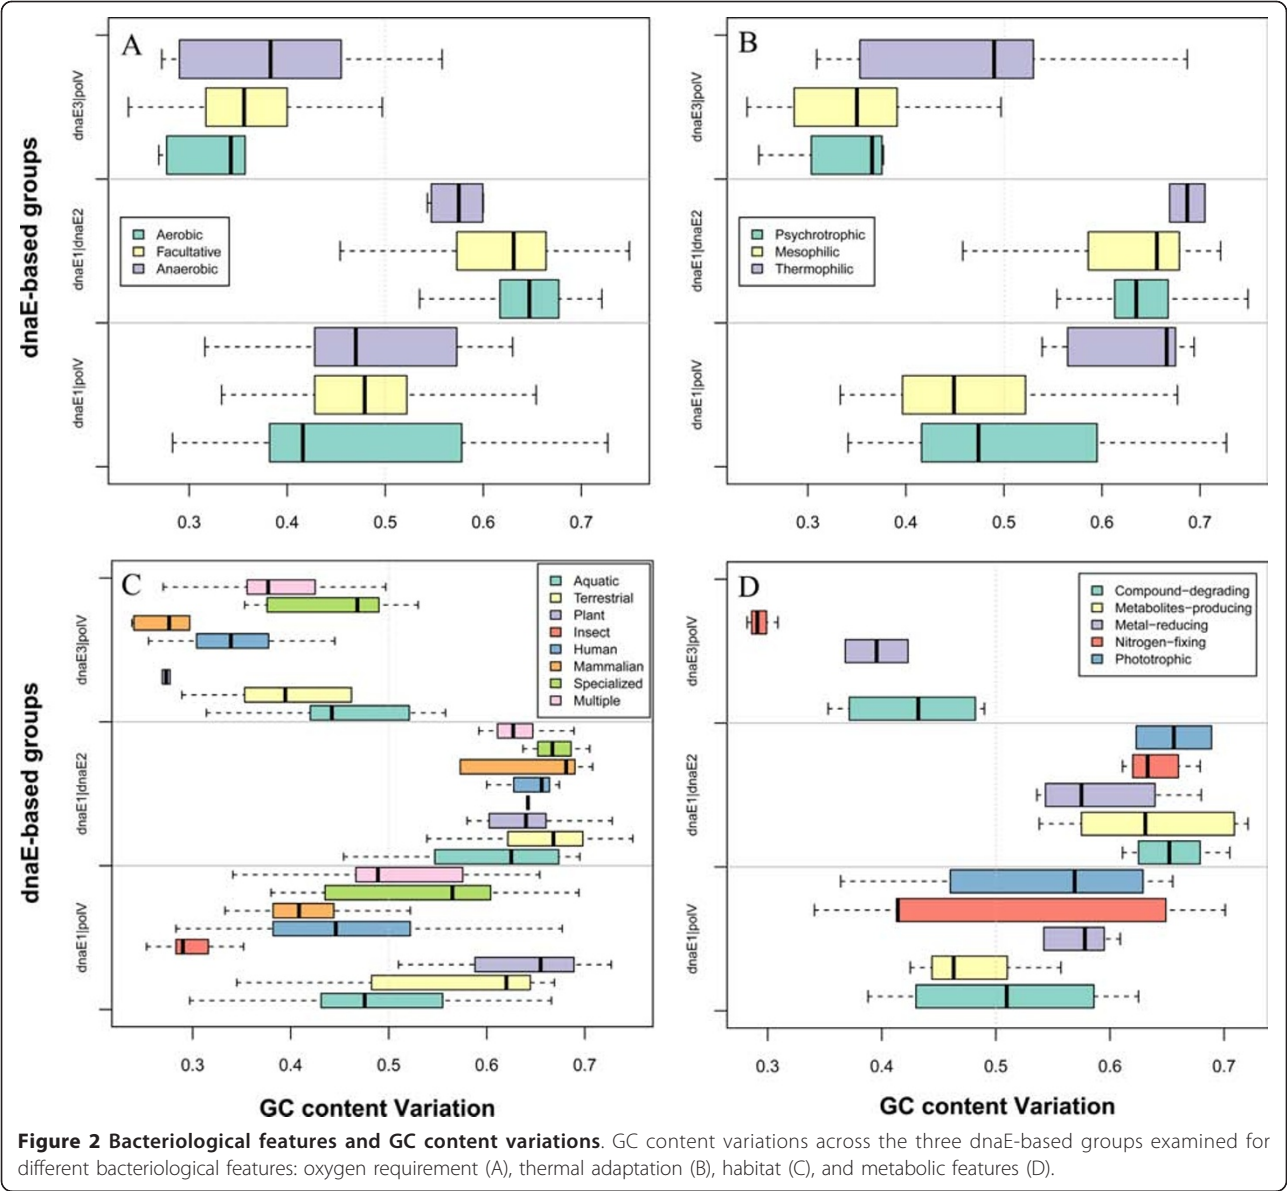 A
dnaE3|polV
dnaE1|dnaE2
dnaE1|polV
dnaE-based groups
Aerobic
Facultative
Anaerobic
0.3 0.4 0.5 0.6 0.7
B
dnaE3|polV
dnaE1|dnaE2
dnaE1|polV
Psychrotrophic
Mesophilic
Thermophilic
0.3 0.4 0.5 0.6 0.7
C
dnaE3|polV
dnaE1|dnaE2
dnaE1|polV
dnaE-based groups
Aquatic
Terrestrial
Plant
Insect
Human
Mammalian
Specialized
Multiple
0.3 0.4 0.5 0.6 0.7
GC content Variation
D
dnaE3|polV
dnaE1|dnaE2
dnaE1|polV
Compound-degrading
Metabolites-producing
Metal-reducing
Nitrogen-fixing
Phototrophic
0.3 0.4 0.5 0.6 0.7
GC content Variation
Figure 2 Bacteriological features and GC content variations. GC content variations across the three dnaE-based groups examined for
different bacteriological features: oxygen requirement (A), thermal adaptation (B), habitat (C), and metabolic features (D).